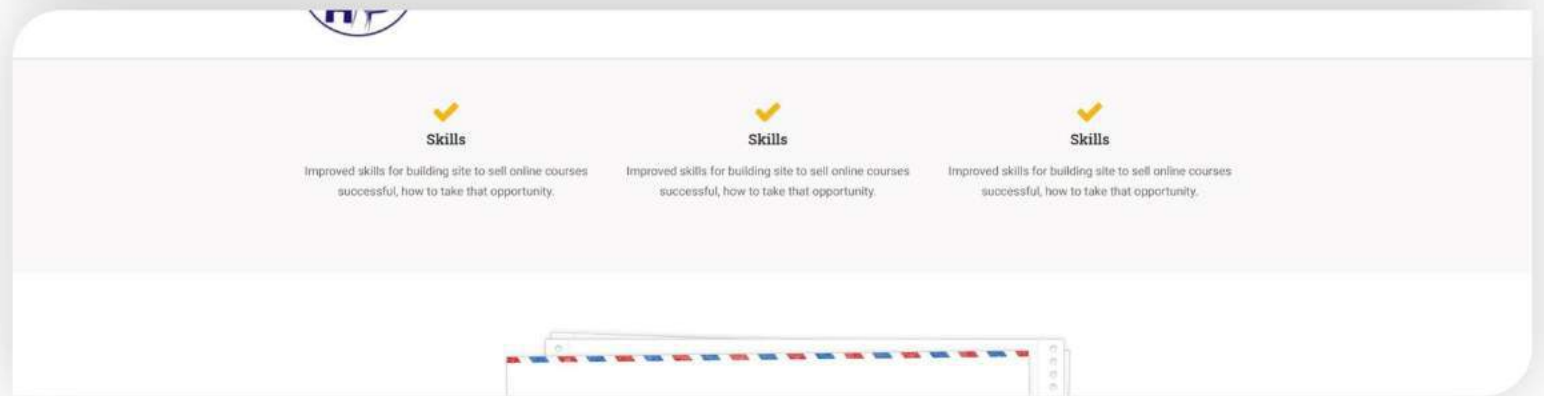 Skills
Improved skills for building site to sell online courses
successful, how to take that opportunity.
Skills
Improved skills for building site to sell online courses
successful, how to take that opportunity.
Skills
Improved skills for building site to sell online courses
successful, how to take that opportunity.